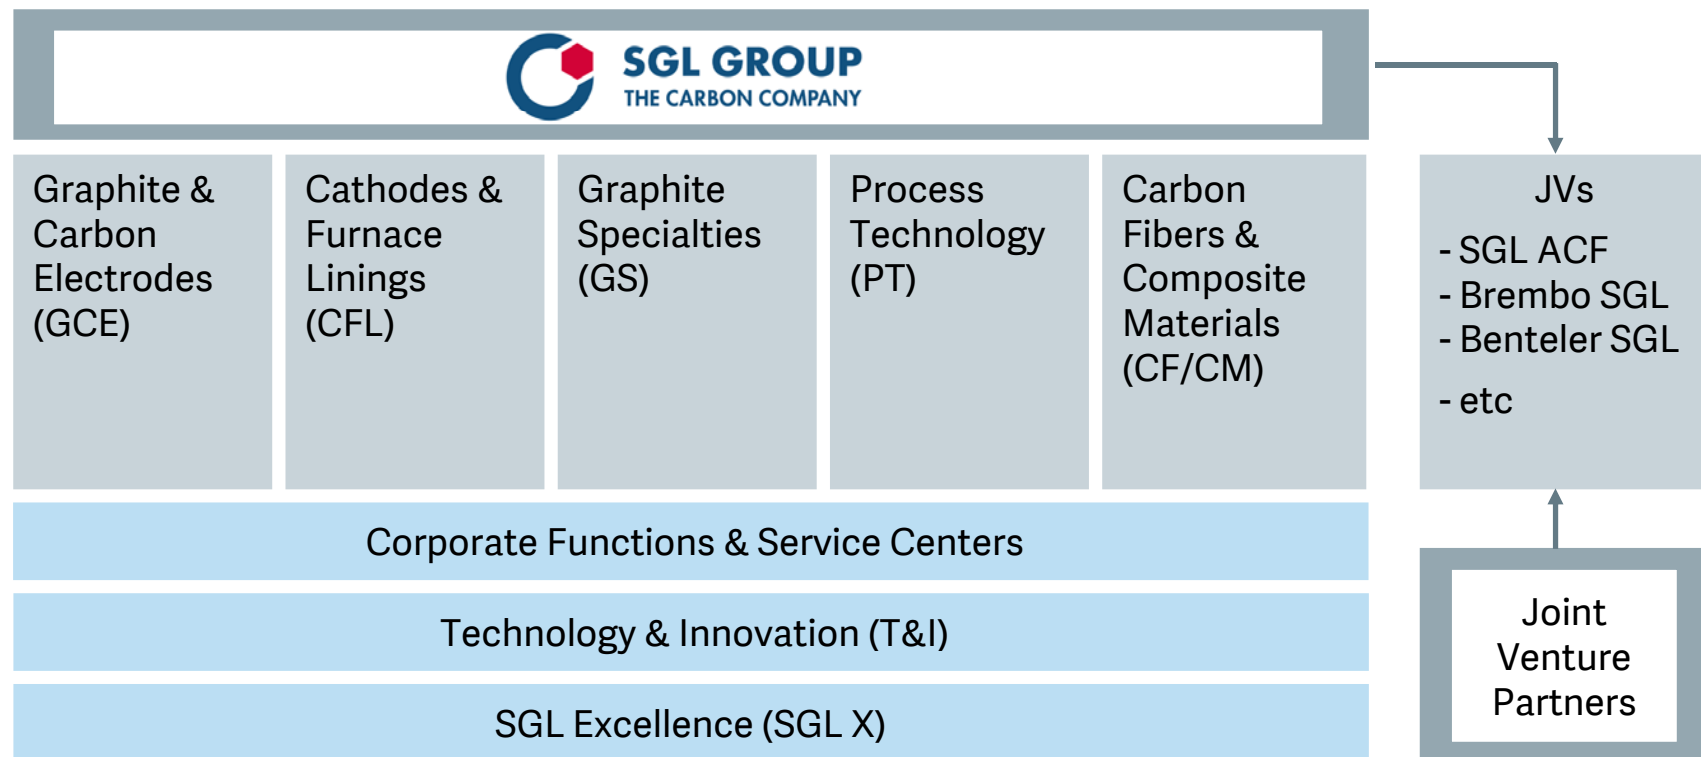 SGL GROUP
THE CARBON COMPANY
Graphite &
Carbon
Electrodes
(GCE)
Cathodes &
Furnace
Linings
(CFL)
Graphite
Specialties
(GS)
Process
Technology
(PT)
Carbon
Fibers &
Composite
Materials
(CF/CM)
JVs
- SGL ACF
- Brembo SGL
- Benteler SGL
- etc
Corporate Functions & Service Centers
Technology & Innovation (T&I)
SGL Excellence (SGL X)
Joint
Venture
Partners